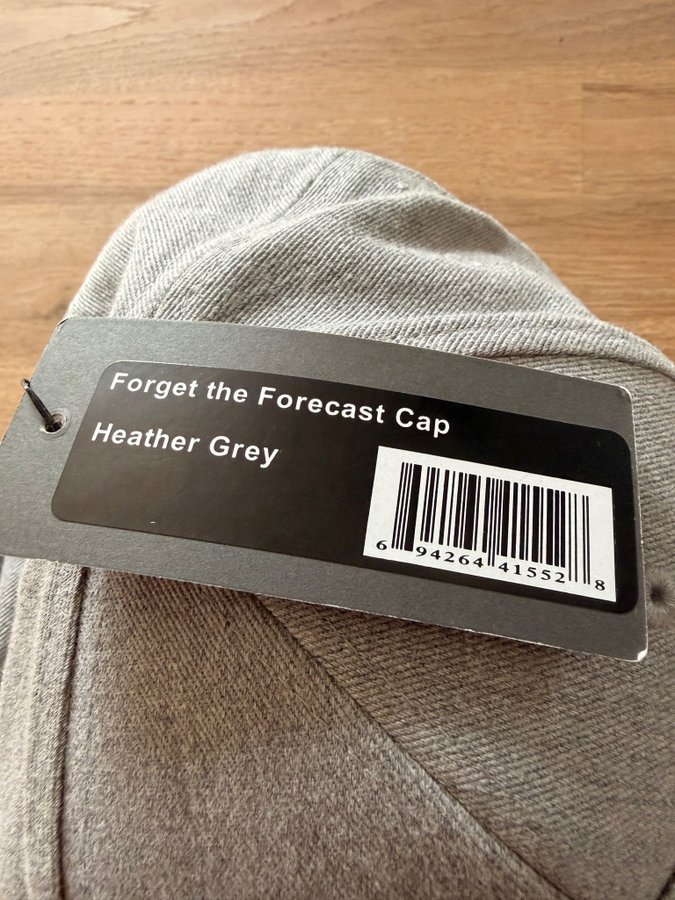 Forget the Forecast Cap
Heather Grey
6 94264 41552 8